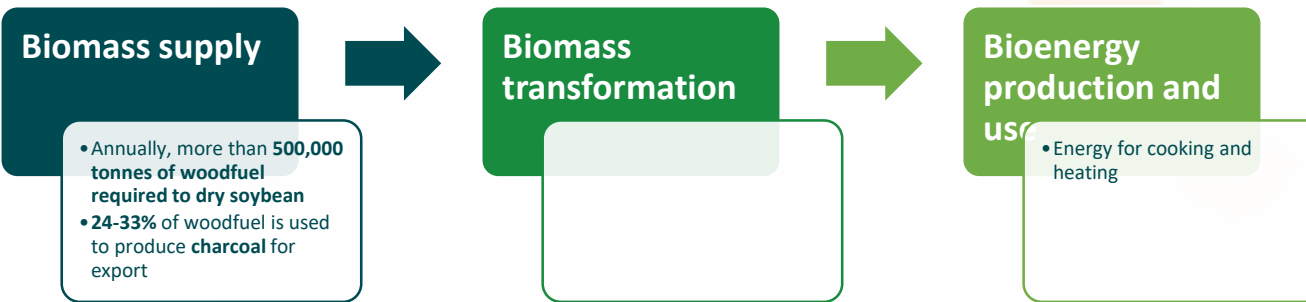 Biomass supply
•Annually, more than 500,000
tonnes of woodfuel
required to dry soybean
•24-33% of woodfuel is used
to produce charcoal for
export
Biomass
transformation
Bioenergy
production and
use
•Energy for cooking and
heating